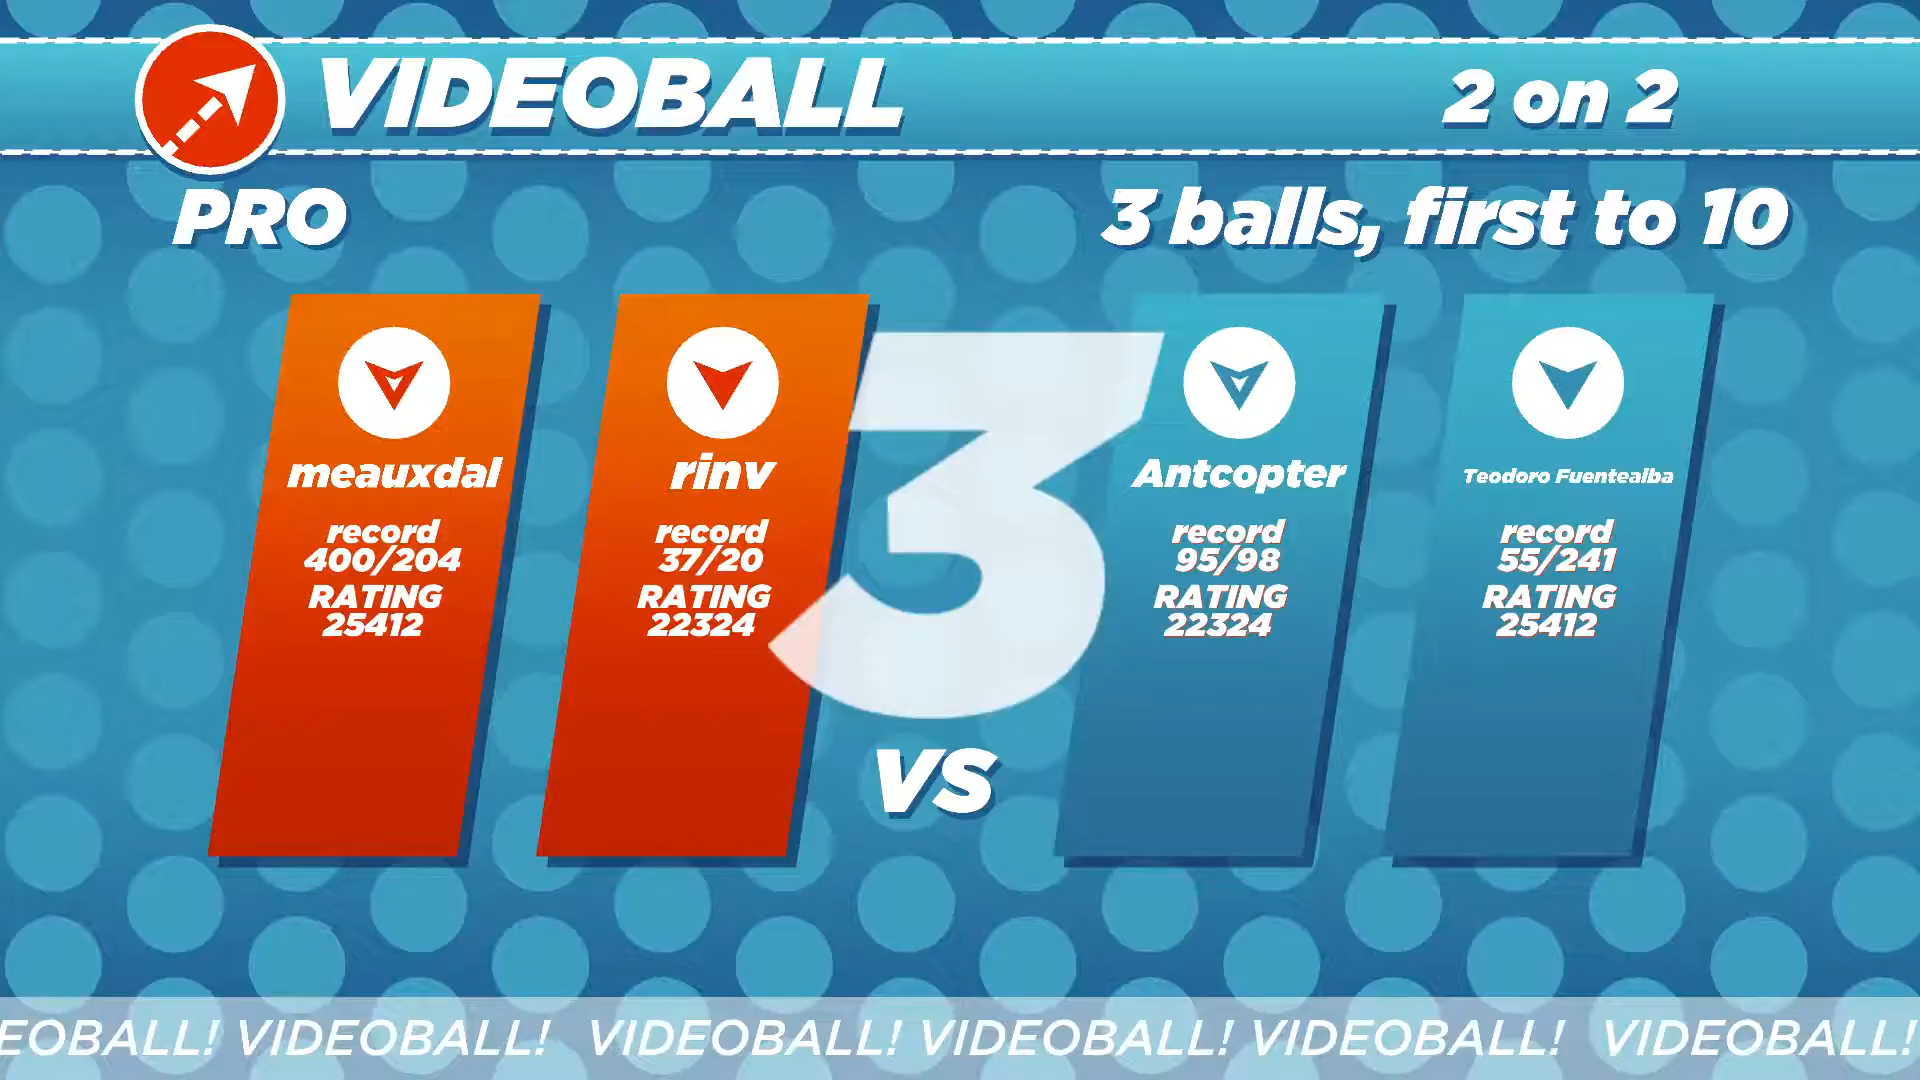 VIDEOBALL
2 on 2
PRO
3 balls, first to 10
meauxdal
record
400/204
RATING
25412
rinv
record
37/20
RATING
22324
3
vs
Antcopter
record
95/98
RATING
22324
Teodoro Fuentealba
record
55/241
RATING
25412
EOBALL! VIDEOBALL! VIDEOBALL! VIDEOBALL! VIDEOBALL! VIDEOBALL!